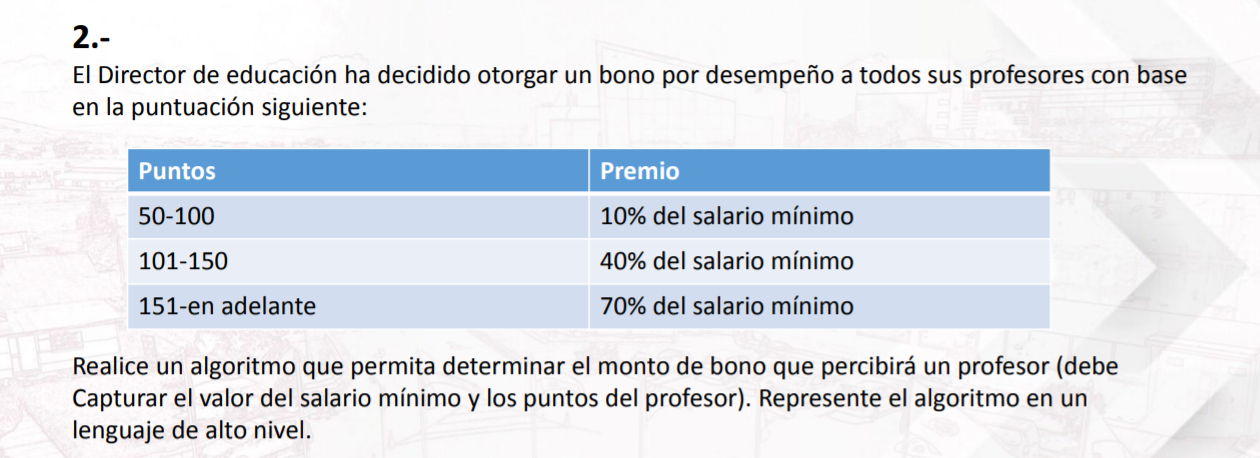 2.-
El Director de educación ha decidido otorgar un bono por desempeño a todos sus profesores con base
en la puntuación siguiente:
Puntos Premio
50-100 10% del salario mínimo
101-150 40% del salario mínimo
151-en adelante 70% del salario mínimo
Realice un algoritmo que permita determinar el monto de bono que percibirá un profesor (debe
Capturar el valor del salario mínimo y los puntos del profesor). Represente el algoritmo en un
lenguaje de alto nivel.